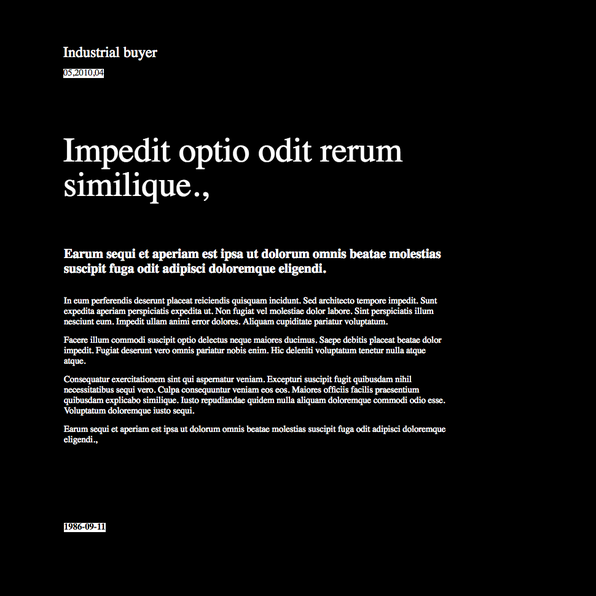 Industrial buyer
05,2010,04
Impedit optio odit rerum
similique.,
Earum sequi et aperiam est ipsa ut dolorum omnis beatae molestias
suscipit fuga odit adipisci doloremque eligendi.
In eum perferendis deserunt placeat reiciendis quisquam incidunt. Sed architecto tempore impedit. Sunt
expedita aperiam perspiciatis expedita ut. Non fugiat vel molestiae dolor labore. Sint perspiciatis illum
nesciunt eum. Impedit ullam animi error dolores. Aliquam cupiditate pariatur voluptatum.
Facere illum commodi suscipit optio delectus neque maiores ducimus. Saepe debitis placeat beatae dolor
impedit. Fugiat deserunt vero omnis pariatur nobis enim. Hic deleniti voluptatum tenetur nulla atque
atque.
Consequatur exercitationem sint qui aspernatur veniam. Excepturi suscipit fugit quibusdam nihil
necessitatibus sequi vero. Culpa consequuntur veniam eos eos. Maiores officiis facilis praesentium
quibusdam explicabo similique. Iusto repudiandae quidem nulla aliquam doloremque commodi odio esse.
Voluptatum doloremque iusto sequi.
Earum sequi et aperiam est ipsa ut dolorum omnis beatae molestias suscipit fuga odit adipisci doloremque
eligendi.,
1986-09-11